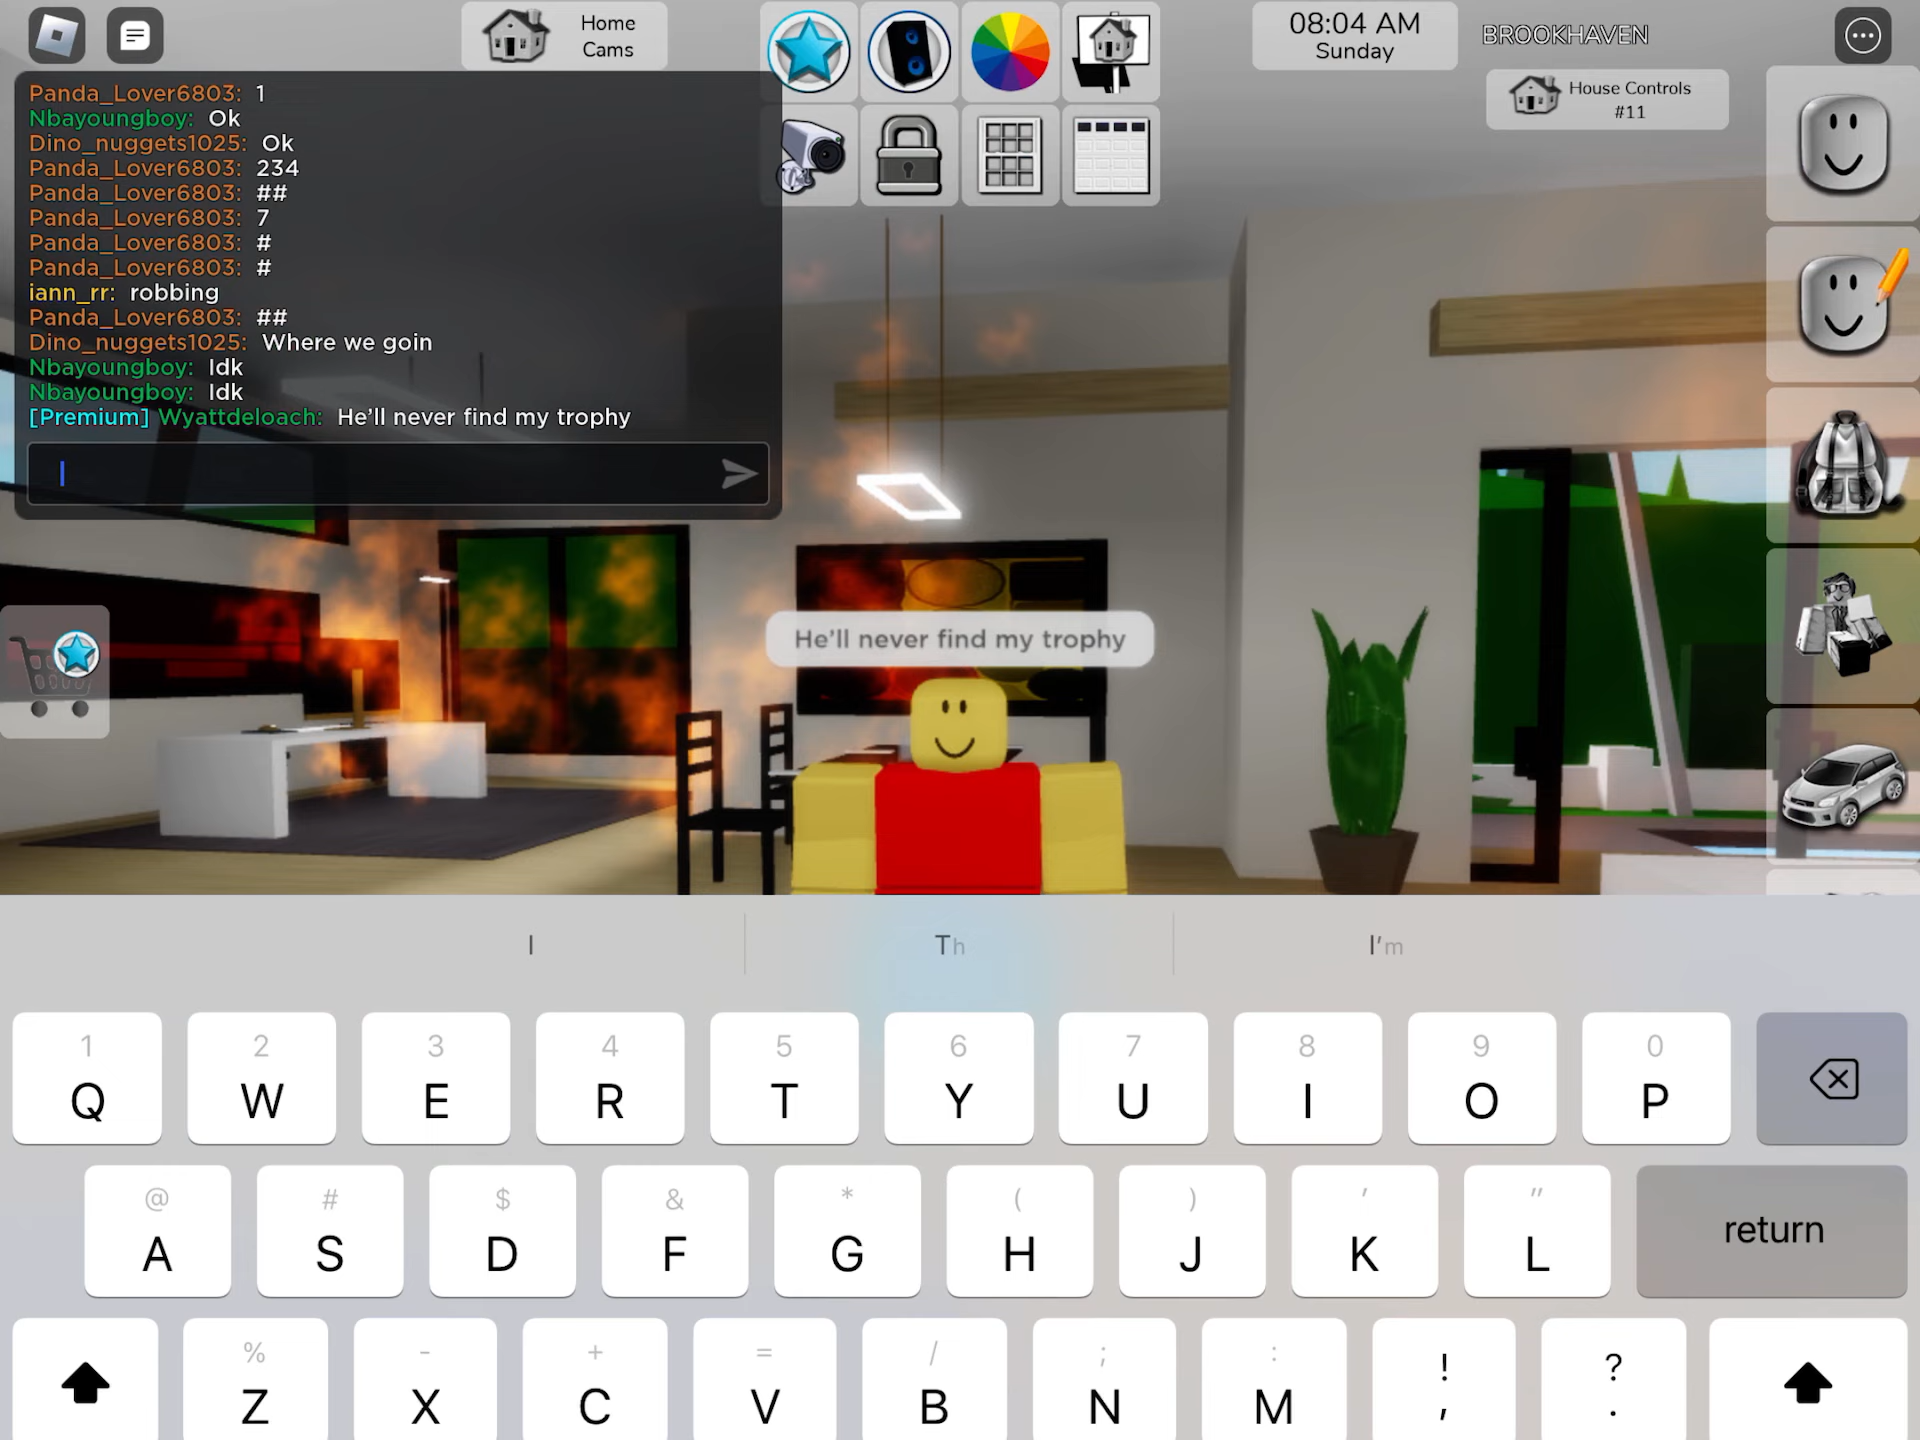 Home
Cams
08:04 AM
Sunday
BROOKHAVEN
House Controls
#11
Panda_Lover6803: 1
Nbayoungboy: Ok
Dino_nuggets1025: Ok
Panda_Lover6803: 234
Panda_Lover6803: ##
Panda_Lover6803: 7
Panda_Lover6803: #
Panda_Lover6803: #
iann_rr: robbing
Panda_Lover6803: ##
Dino_nuggets1025: Where we goin
Nbayoungboy: Idk
Nbayoungboy: Idk
[Premium] Wyattdeloach: He'll never find my trophy
He'll never find my trophy
I Th I'm
1 2 3 4 5 6 7 8 9 0
Q W E R T Y U I O P
@ # $ & * ( ) ' "
A S D F G H J K L return
% - + = / ; : ! ?
Z X C V B N M , .